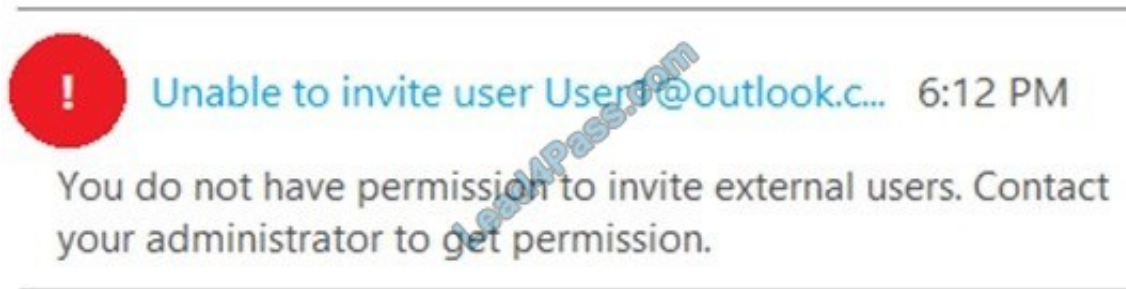 !
Unable to invite user User1@outlook.c... 6:12 PM
You do not have permission to invite external users. Contact
your administrator to get permission.
Lead4Pass.com